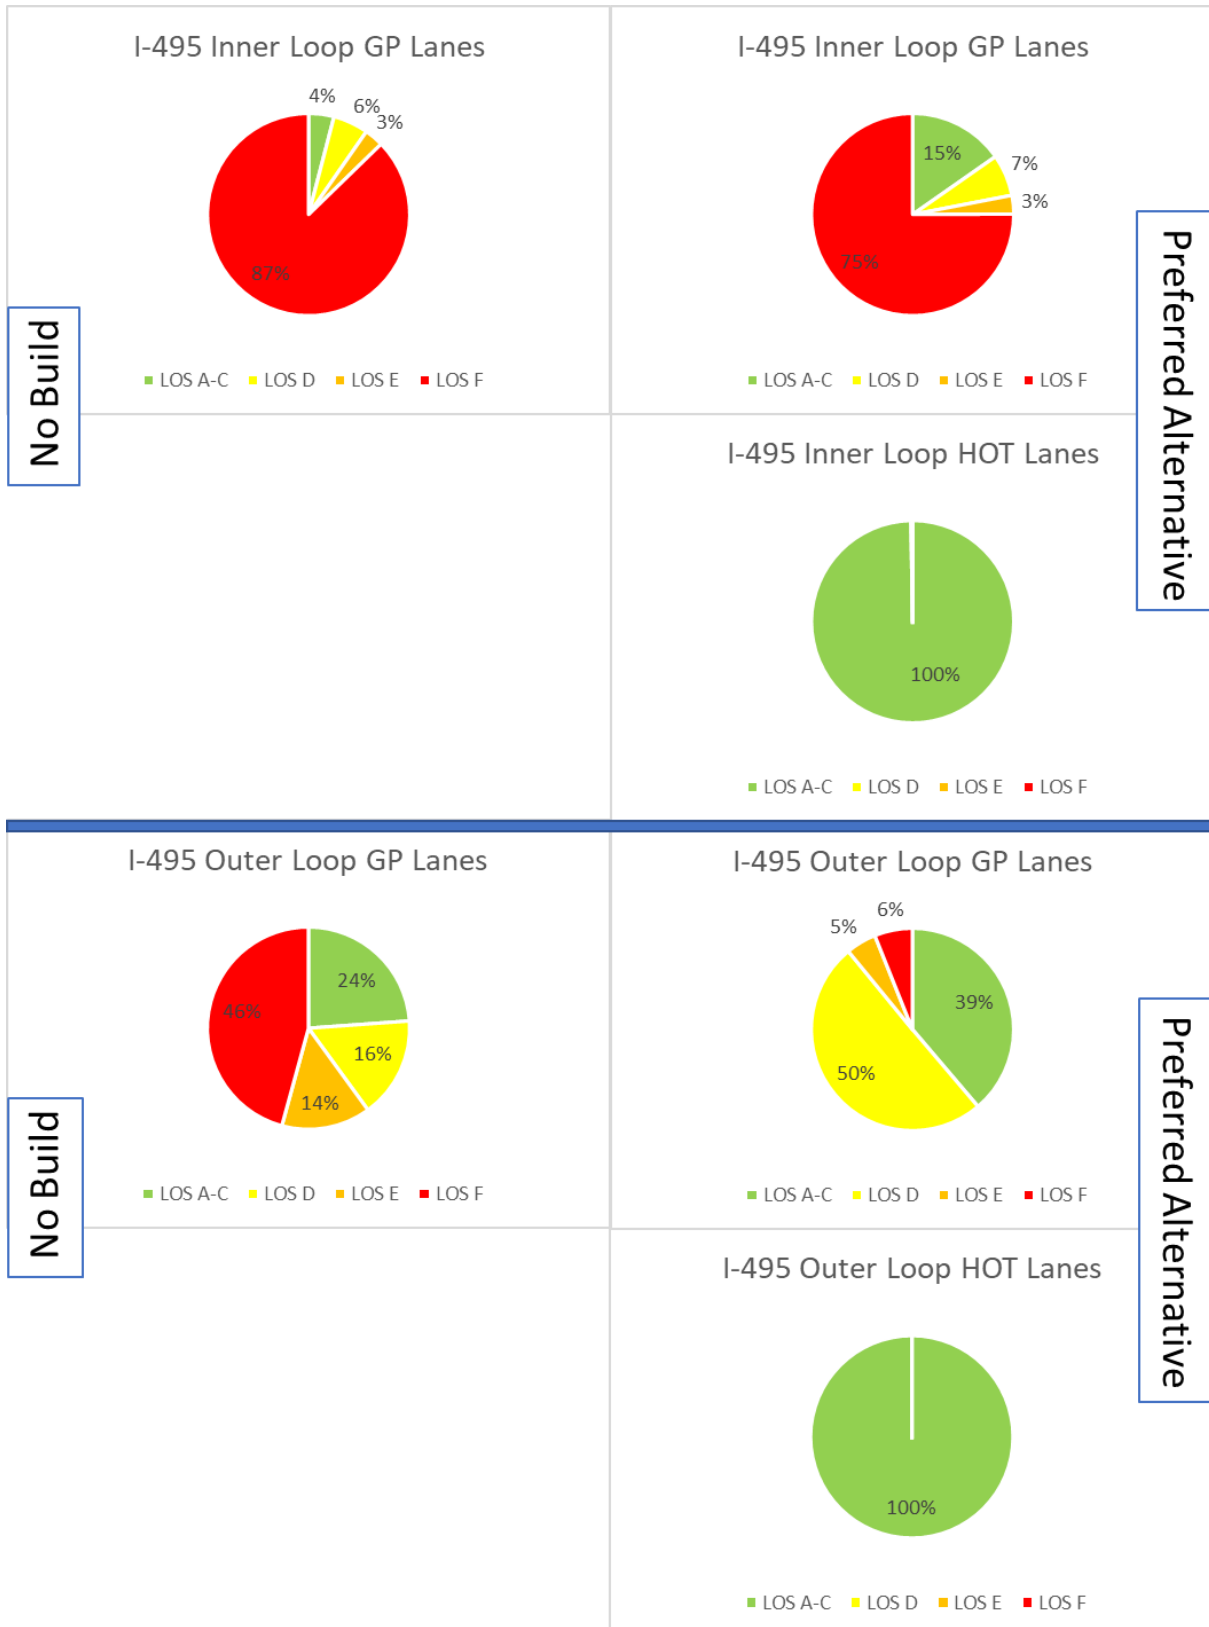 I-495 Inner Loop GP Lanes
4%
6%
3%
87%
LOS A-C LOS D LOS E LOS F
No Build
I-495 Inner Loop GP Lanes
15%
7%
3%
75%
LOS A-C LOS D LOS E LOS F
Preferred Alternative
I-495 Inner Loop HOT Lanes
100%
LOS A-C LOS D LOS E LOS F
I-495 Outer Loop GP Lanes
24%
46%
16%
14%
LOS A-C LOS D LOS E LOS F
No Build
I-495 Outer Loop GP Lanes
6%
5%
39%
50%
LOS A-C LOS D LOS E LOS F
Preferred Alternative
I-495 Outer Loop HOT Lanes
100%
LOS A-C LOS D LOS E LOS F